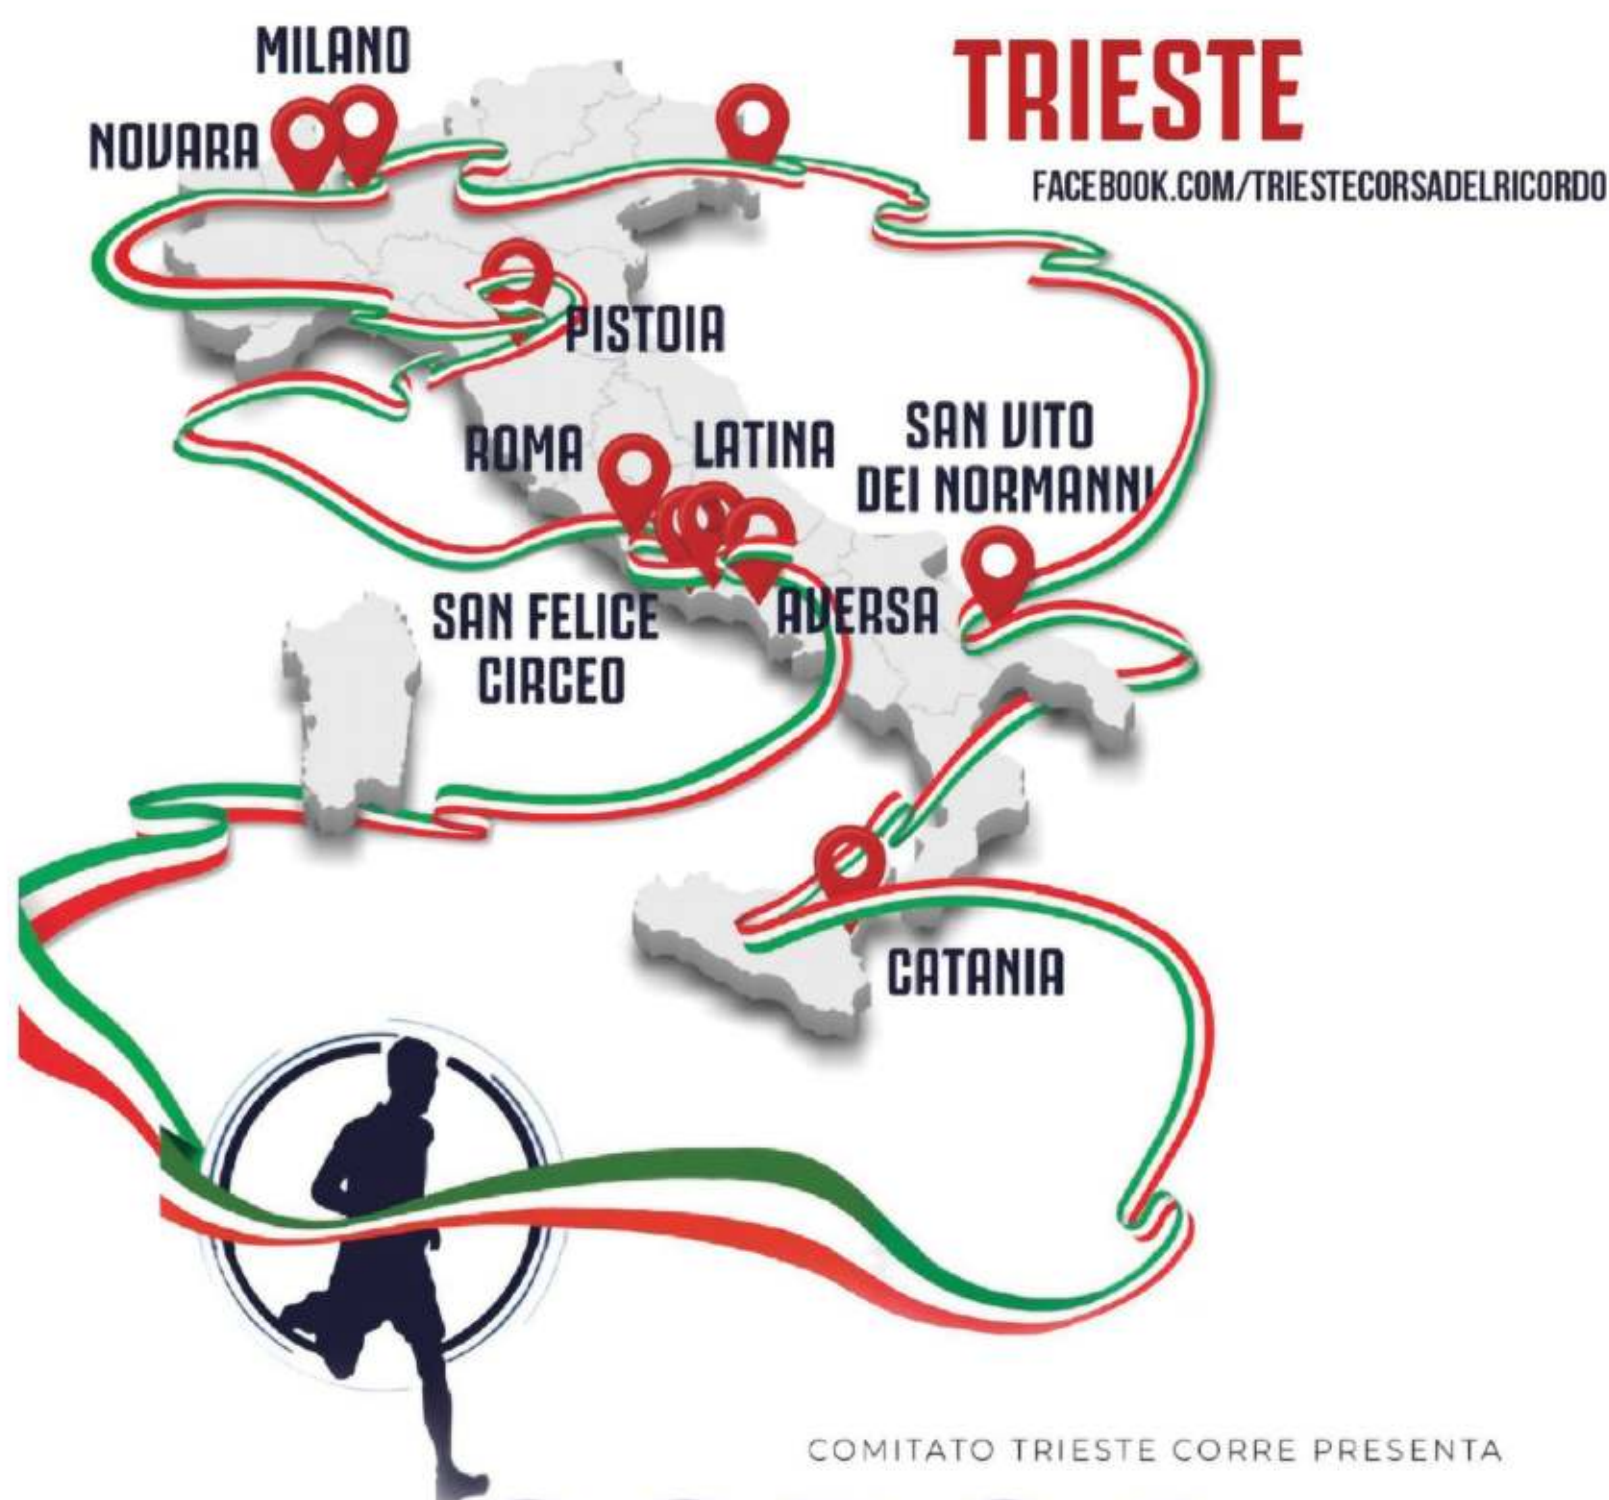 MILANO
TRIESTE
NOVARA
FACEBOOK.COM/TRIESTECORSADELRICORDO
PISTOIA
ROMA
LATINA
SAN VITO
DEI NORMANNI
SAN FELICE
CIRCEO
AVERSA
CATANIA
COMITATO TRIESTE CORRE PRESENTA